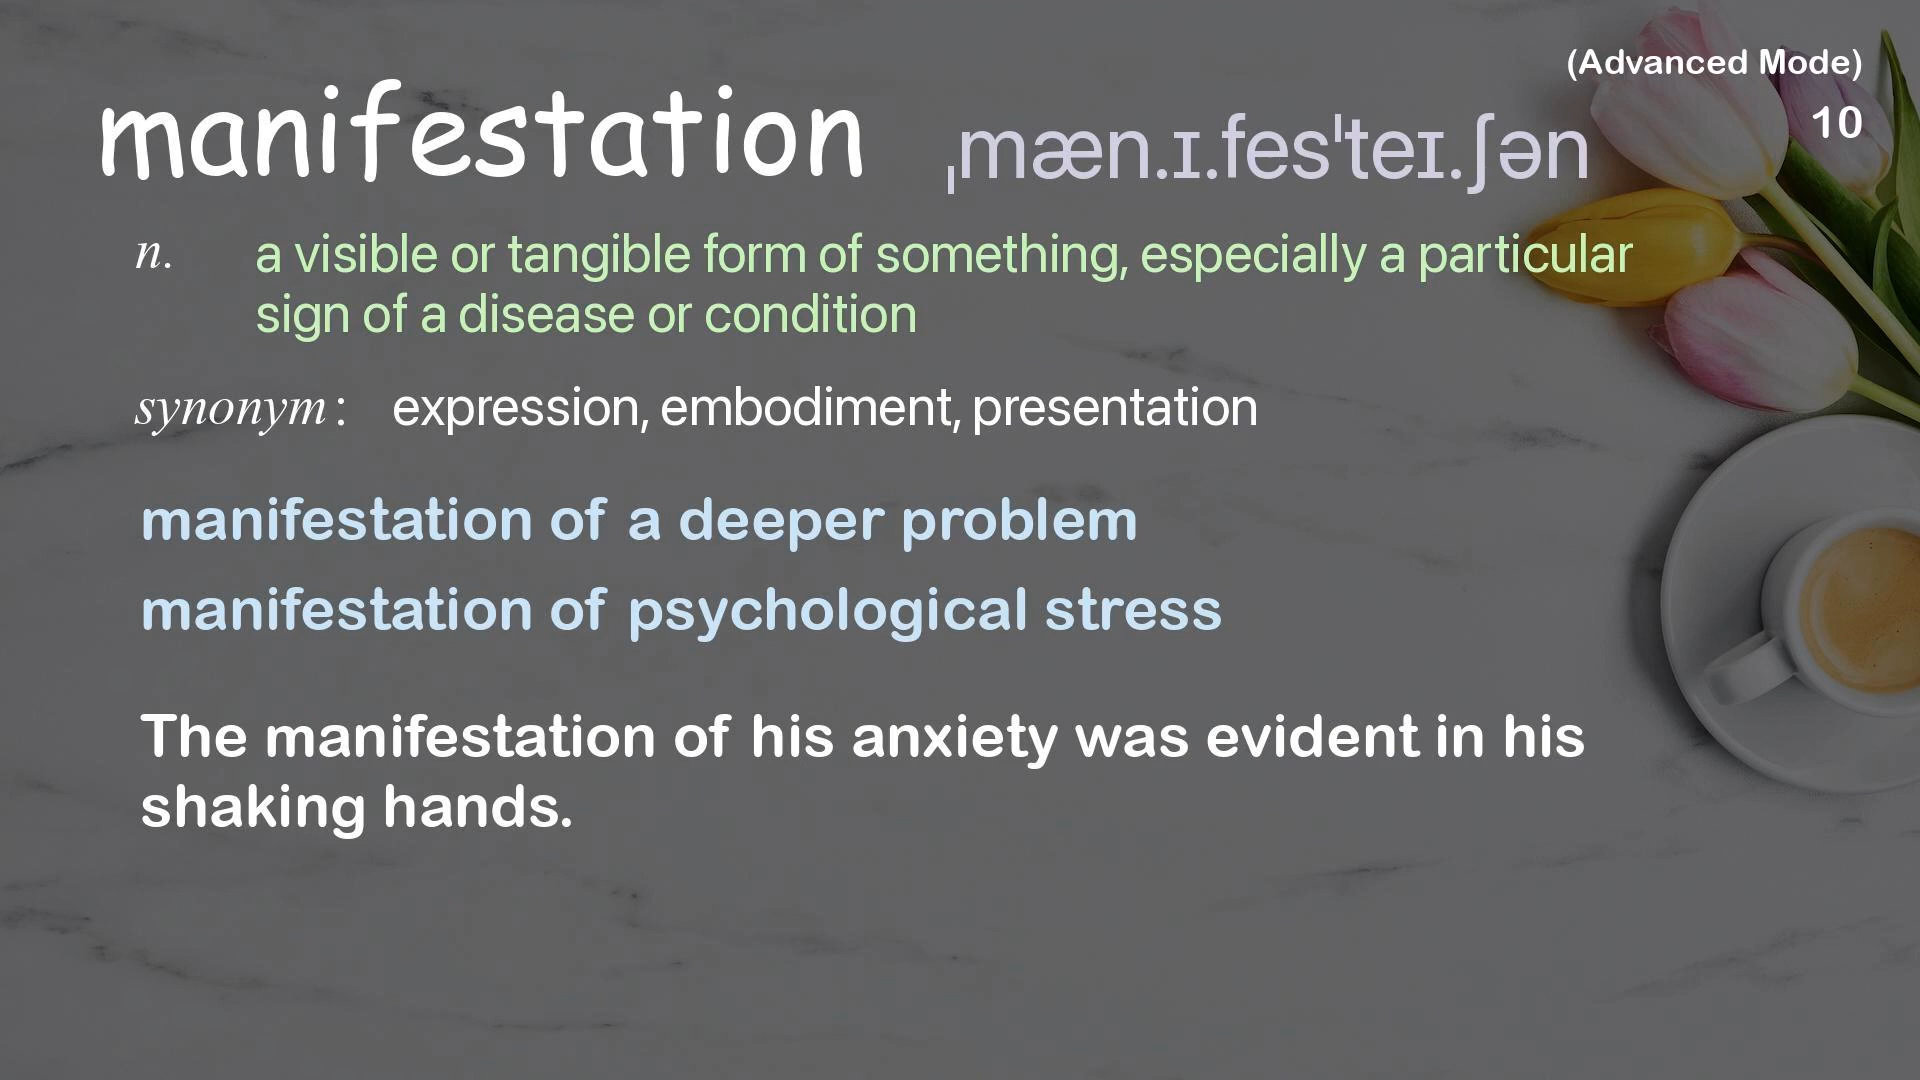 (Advanced Mode)
10
manifestation ˌmæn.ɪ.fesˈteɪ.ʃən
n. a visible or tangible form of something, especially a particular
sign of a disease or condition
synonym: expression, embodiment, presentation
manifestation of a deeper problem
manifestation of psychological stress
The manifestation of his anxiety was evident in his
shaking hands.